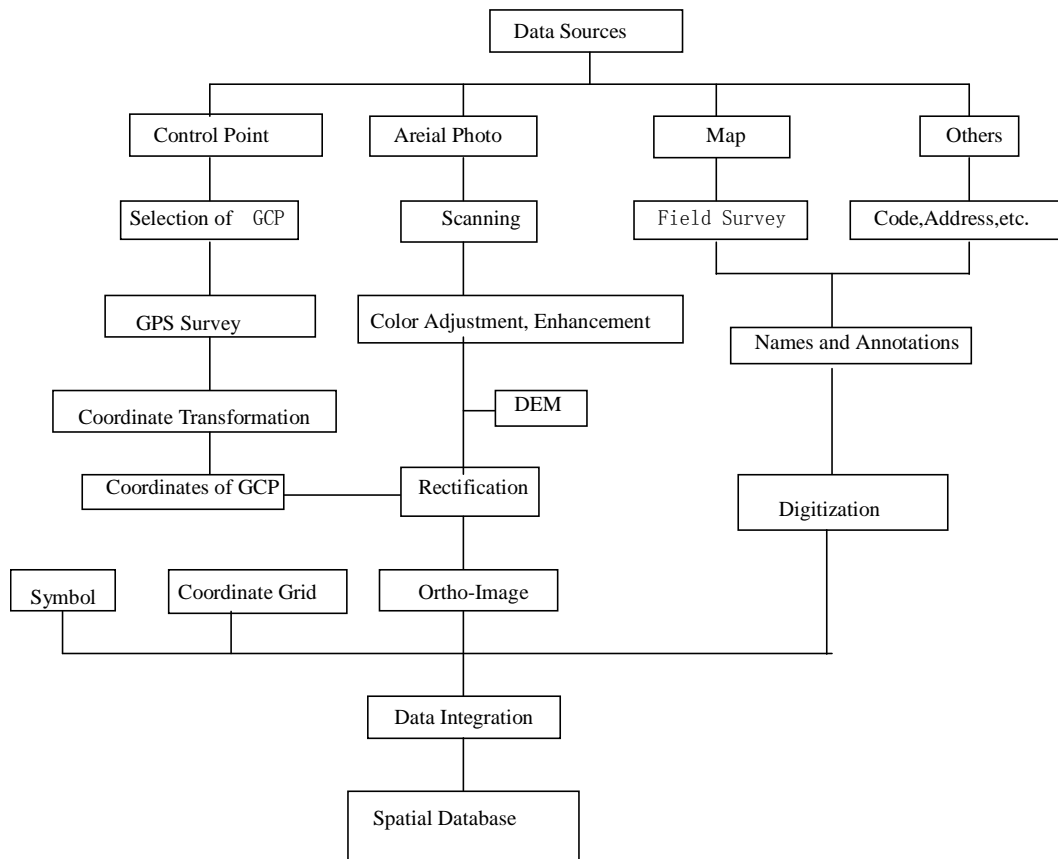 Data Sources
Control Point
Areial Photo
Map
Others
Selection of GCP
Scanning
Field Survey
Code,Address,etc.
GPS Survey
Color Adjustment, Enhancement
Names and Annotations
Coordinate Transformation
DEM
Coordinates of GCP
Rectification
Digitization
Symbol
Coordinate Grid
Ortho-Image
Data Integration
Spatial Database